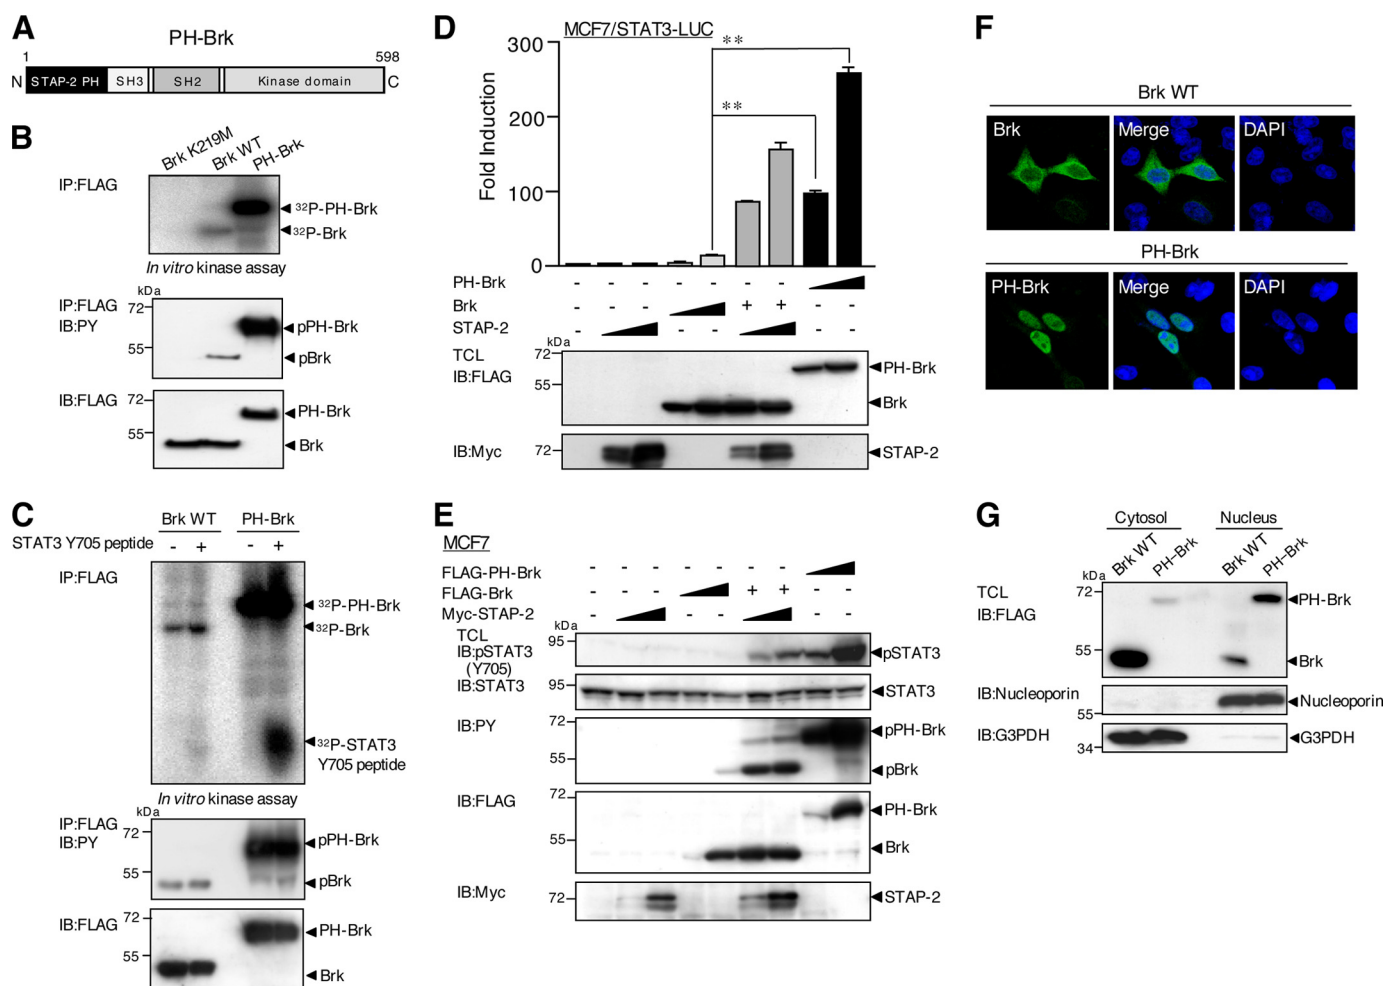 A
PH-Brk
1 598
N STAP-2 PH SH3 SH2 Kinase domain C
B
Brk K219M Brk WT PH-Brk
IP:FLAG
32P-PH-Brk
32P-Brk
In vitro kinase assay
kDa
IP:FLAG
IB:PY
72
55
pPH-Brk
pBrk
IB:FLAG
72
55
PH-Brk
Brk
C
Brk WT PH-Brk
STAT3 Y705 peptide - + - +
IP:FLAG
32P-PH-Brk
32P-Brk
32P-STAT3
Y705 peptide
In vitro kinase assay
kDa
IP:FLAG
IB:PY
72
55
pPH-Brk
pBrk
IB:FLAG
72
55
PH-Brk
Brk
D
MCF7/STAT3-LUC
Fold Induction
300
200
100
0
**
**
PH-Brk - - - - - - -
Brk - - - + + - -
STAP-2 - - - - -
kDa
TCL
IB:FLAG
72
55
PH-Brk
Brk
IB:Myc
72
STAP-2
E
MCF7
FLAG-PH-Brk - - - - - - -
FLAG-Brk - - - + + - -
Myc-STAP-2 - - - - -
kDa
TCL
IB:pSTAT3
(Y705)
95
pSTAT3
IB:STAT3
95
STAT3
IB:PY
72
55
pPH-Brk
pBrk
IB:FLAG
72
55
PH-Brk
Brk
IB:Myc
72
STAP-2
F
Brk WT
Brk Merge DAPI
PH-Brk
PH-Brk Merge DAPI
G
Cytosol Nucleus
Brk WT PH-Brk Brk WT PH-Brk
kDa
TCL
IB:FLAG
72
55
PH-Brk
Brk
IB:Nucleoporin
55
Nucleoporin
IB:G3PDH
34
G3PDH